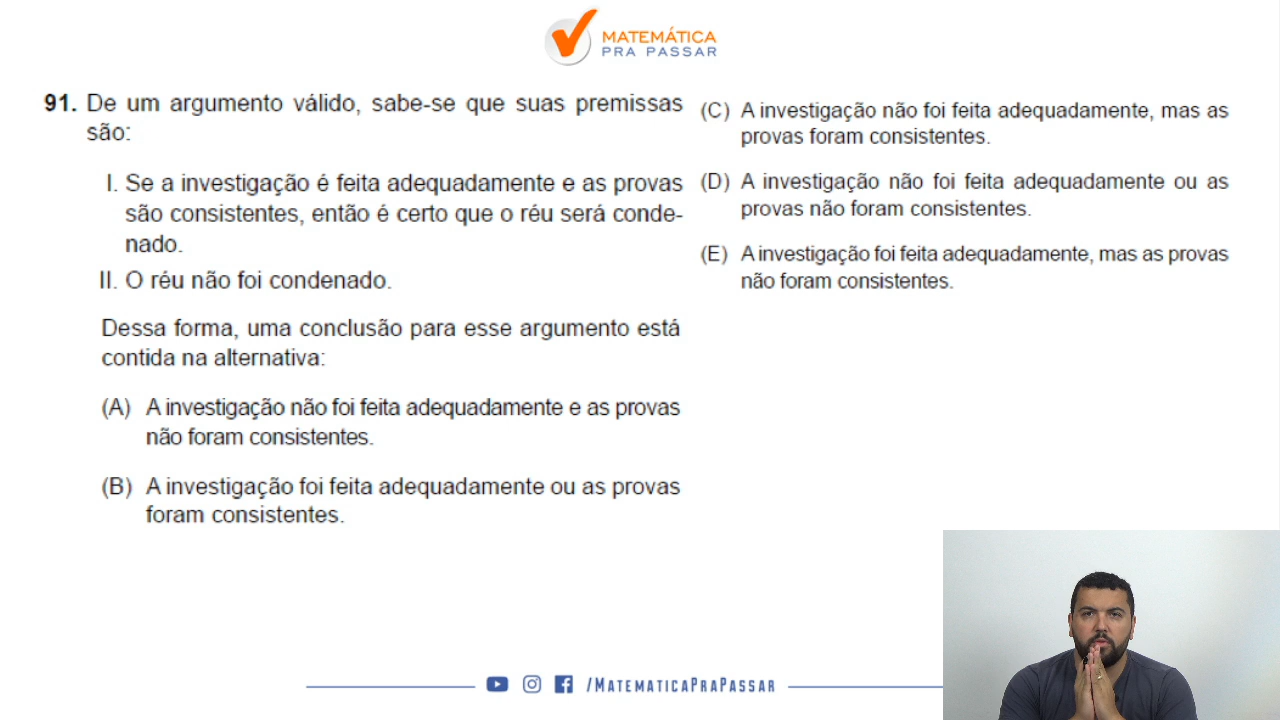 MATEMÁTICA
PRA PASSAR
91. De um argumento válido, sabe-se que suas premissas
são:
I. Se a investigação é feita adequadamente e as provas
são consistentes, então é certo que o réu será conde-
nado.
II. O réu não foi condenado.
Dessa forma, uma conclusão para esse argumento está
contida na alternativa:
(A) A investigação não foi feita adequadamente e as provas
não foram consistentes.
(B) A investigação foi feita adequadamente ou as provas
foram consistentes.
(C) A investigação não foi feita adequadamente, mas as
provas foram consistentes.
(D) A investigação não foi feita adequadamente ou as
provas não foram consistentes.
(E) A investigação foi feita adequadamente, mas as provas
não foram consistentes.
/MATEMATICAPRAPASSAR